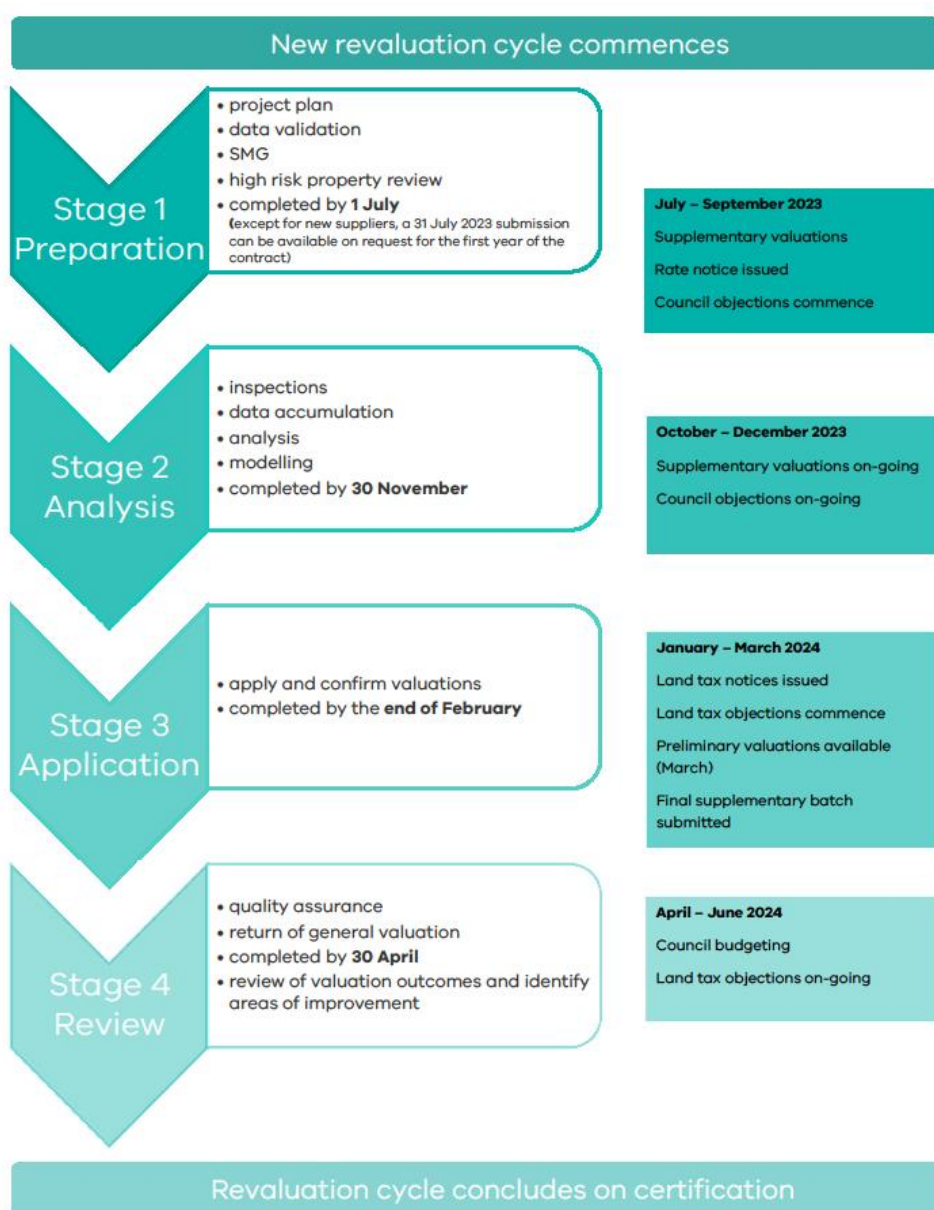 New revaluation cycle commences
Stage 1
Preparation
• project plan
• data validation
• SMG
• high risk property review
• completed by 1 July
(except for new suppliers, a 31 July 2023 submission
can be available on request for the first year of the
contract)
July – September 2023
Supplementary valuations
Rate notice issued
Council objections commence
Stage 2
Analysis
• inspections
• data accumulation
• analysis
• modelling
• completed by 30 November
October – December 2023
Supplementary valuations on-going
Council objections on-going
Stage 3
Application
• apply and confirm valuations
• completed by the end of February
January – March 2024
Land tax notices issued
Land tax objections commence
Preliminary valuations available
(March)
Final supplementary batch
submitted
Stage 4
Review
• quality assurance
• return of general valuation
• completed by 30 April
• review of valuation outcomes and identify
areas of improvement
April – June 2024
Council budgeting
Land tax objections on-going
Revaluation cycle concludes on certification